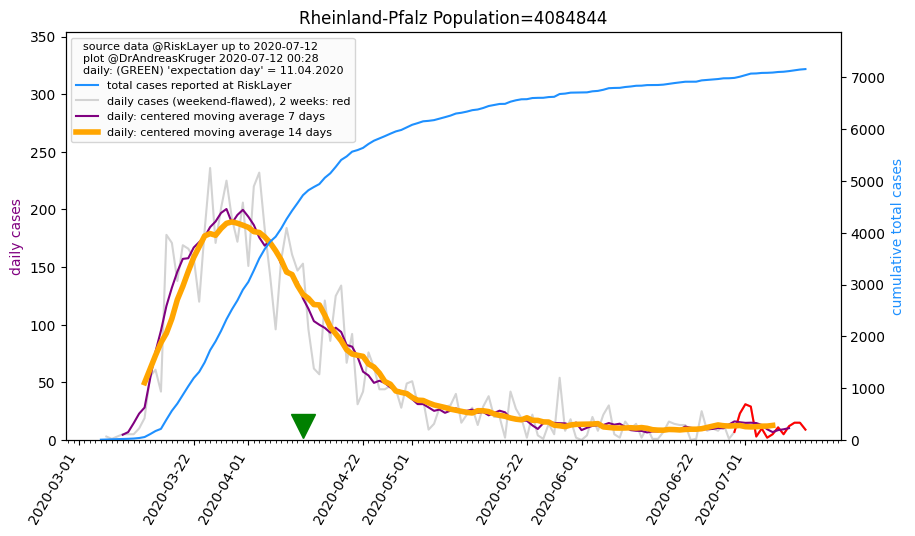 Rheinland-Pfalz Population=4084844
source data @RiskLayer up to 2020-07-12
plot @DrAndreasKruger 2020-07-12 00:28
daily: (GREEN) 'expectation day' = 11.04.2020
total cases reported at RiskLayer
daily cases (weekend-flawed), 2 weeks: red
daily: centered moving average 7 days
daily: centered moving average 14 days
daily cases
350
300
250
200
150
100
50
0
cumulative total cases
7000
6000
5000
4000
3000
2000
1000
0
2020-03-01
2020-03-22
2020-04-01
2020-04-22
2020-05-01
2020-05-22
2020-06-01
2020-06-22
2020-07-01